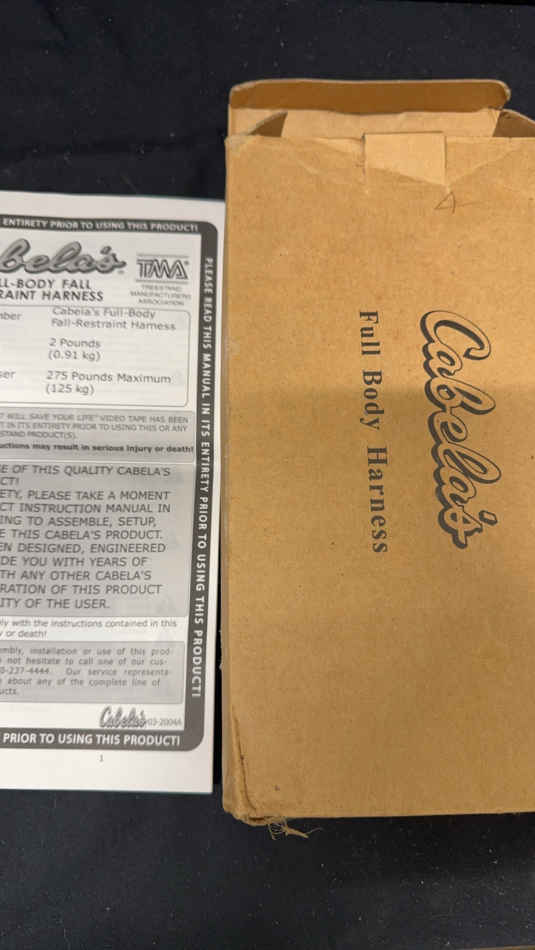 ENTIRETY PRIOR TO USING THIS PRODUCT!
Cabela's
TMA
TREESTAND
MANUFACTURERS
ASSOCIATION
LL-BODY FALL
RAINT HARNESS
mber
Cabela's Full-Body
Fall-Restraint Harness
2 Pounds
(0.91 kg)
ser
275 Pounds Maximum
(125 kg)
T WILL SAVE YOUR LIFE" VIDEO TAPE HAS BEEN
T IN ITS ENTIRETY PRIOR TO USING THIS OR ANY
STAND PRODUCT(S).
uctions may result in serious injury or death!
SE OF THIS QUALITY CABELA'S
CT!
ETY, PLEASE TAKE A MOMENT
CT INSTRUCTION MANUAL IN
ING TO ASSEMBLE, SETUP,
E THIS CABELA'S PRODUCT.
EN DESIGNED, ENGINEERED
DE YOU WITH YEARS OF
TH ANY OTHER CABELA'S
RATION OF THIS PRODUCT
ITY OF THE USER.
ly with the instructions contained in this
y or death!
embly, installation or use of this prod-
not hesitate to call one of our cus-
0-237-4444. Our service representa-
about any of the complete line of
ucts.
Cabela's 03-2004A
PRIOR TO USING THIS PRODUCT!
1
PLEASE READ THIS MANUAL IN ITS ENTIRETY PRIOR TO USING THIS PRODUCT!
4
Cabela's
Full Body Harness